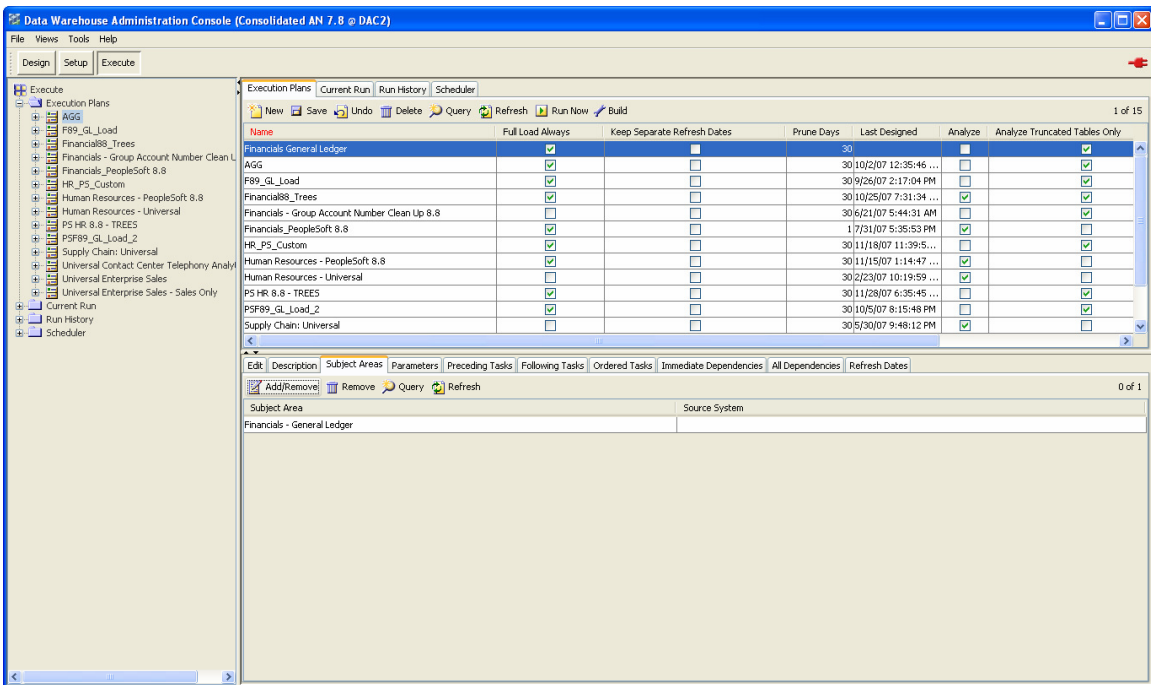 Data Warehouse Administration Console (Consolidated AN 7.8 @ DAC2)
File Views Tools Help
Design Setup Execute
Execute
Execution Plans
AGG
F89_GL_Load
Financial88_Trees
Financials - Group Account Number Clean U
Financials_PeopleSoft 8.8
HR_PS_Custom
Human Resources - PeopleSoft 8.8
Human Resources - Universal
PS HR 8.8 - TREES
PSF89_GL_Load_2
Supply Chain: Universal
Universal Contact Center Telephony Analy
Universal Enterprise Sales
Universal Enterprise Sales - Sales Only
Current Run
Run History
Scheduler
Execution Plans Current Run Run History Scheduler
New Save Undo Delete Query Refresh Run Now Build 1 of 15
Name Full Load Always Keep Separate Refresh Dates Prune Days Last Designed Analyze Analyze Truncated Tables Only
Financials General Ledger 30
AGG 30 10/2/07 12:35:46 ...
F89_GL_Load 30 9/26/07 2:17:04 PM
Financial88_Trees 30 10/25/07 7:31:34 ...
Financials - Group Account Number Clean Up 8.8 30 6/21/07 5:44:31 AM
Financials_PeopleSoft 8.8 1 7/31/07 5:35:53 PM
HR_PS_Custom 30 11/18/07 11:39:5...
Human Resources - PeopleSoft 8.8 30 11/15/07 1:14:47 ...
Human Resources - Universal 30 2/23/07 10:19:59 ...
PS HR 8.8 - TREES 30 11/28/07 6:35:45 ...
PSF89_GL_Load_2 30 10/5/07 8:15:48 PM
Supply Chain: Universal 30 5/30/07 9:48:12 PM
Edit Description Subject Areas Parameters Preceding Tasks Following Tasks Ordered Tasks Immediate Dependencies All Dependencies Refresh Dates
Add/Remove Remove Query Refresh 0 of 1
Subject Area Source System
Financials - General Ledger